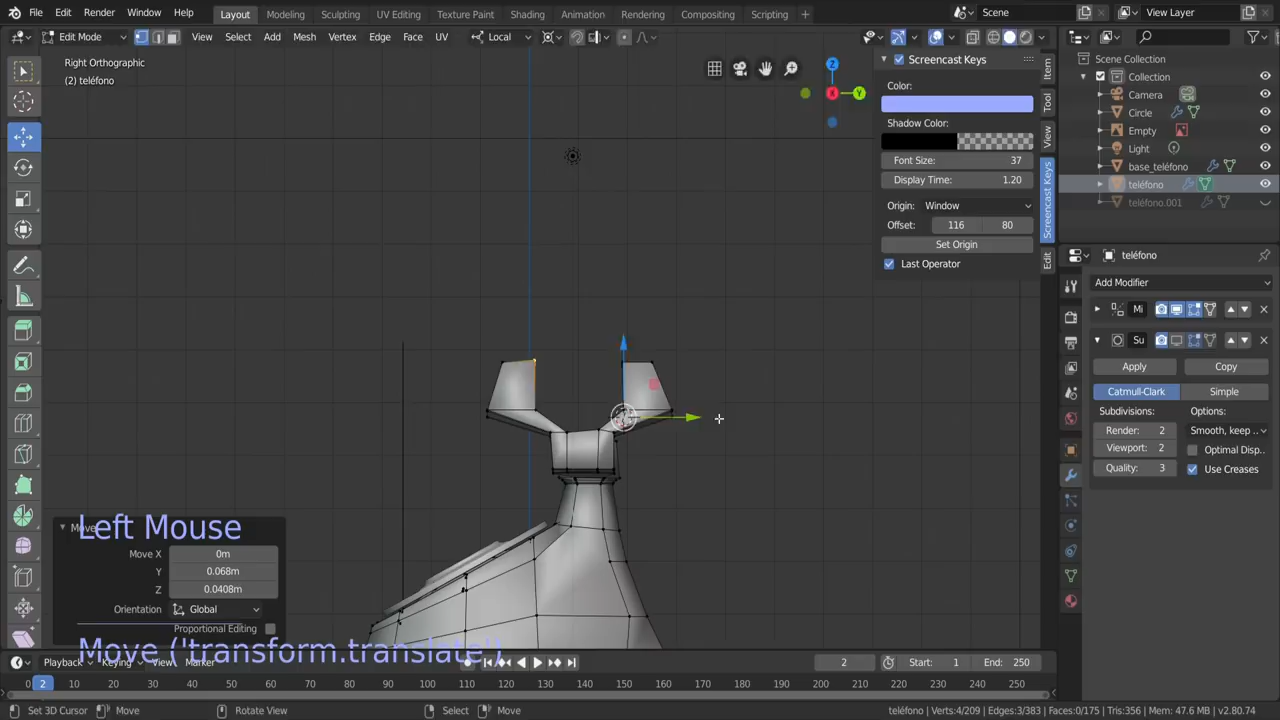 File Edit Render Window Help Layout Modeling Sculpting UV Editing Texture Paint Shading Animation Rendering Compositing Scripting + Scene View Layer
Edit Mode View Select Add Mesh Vertex Edge Face UV Local
Right Orthographic
(2) teléfono
Z
X
Y
Screencast Keys
Color:
Shadow Color:
Font Size: 37
Display Time: 1.20
Origin: Window
Offset: 116 80
Set Origin
Last Operator
Item
Tool
View
Screencast Keys
Edit
Scene Collection
Collection
Camera
Circle
Empty
Light
base_teléfono
teléfono
teléfono.001
teléfono
Add Modifier
Mi
Su
Apply Copy
Catmull-Clark Simple
Subdivisions: Options:
Render: 2 Smooth, keep ..
Viewport: 2 Optimal Disp..
Quality: 3 Use Creases
Left Mouse
Move
Move X 0m
Y 0.068m
Z 0.0408m
Orientation Global
Proportional Editing
Move ('transform.translate')
Playback Keying View Marker 2 Start: 1 End: 250
0 2 10 20 30 40 50 60 70 80 90 100 110 120 130 140 150 160 170 180 190 200 210 220 230 240 250
Set 3D Cursor Move Rotate View Select Move teléfono | Verts:4/209 | Edges:3/383 | Faces:0/175 | Tris:356 | Mem: 47.6 MB | v2.80.74